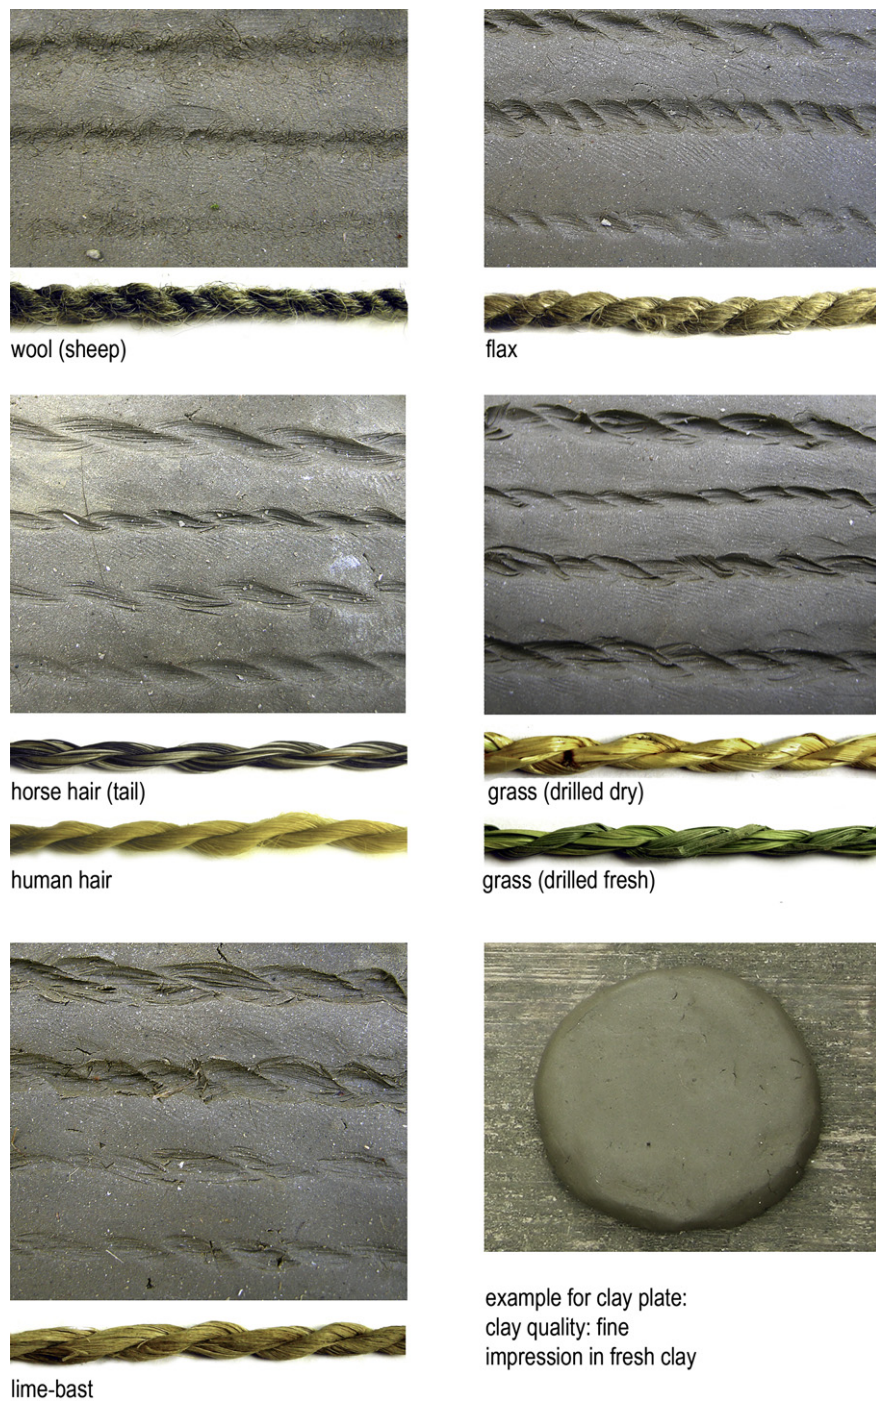 wool (sheep)
flax
horse hair (tail)
grass (drilled dry)
human hair
grass (drilled fresh)
lime-bast
example for clay plate:
clay quality: fine
impression in fresh clay